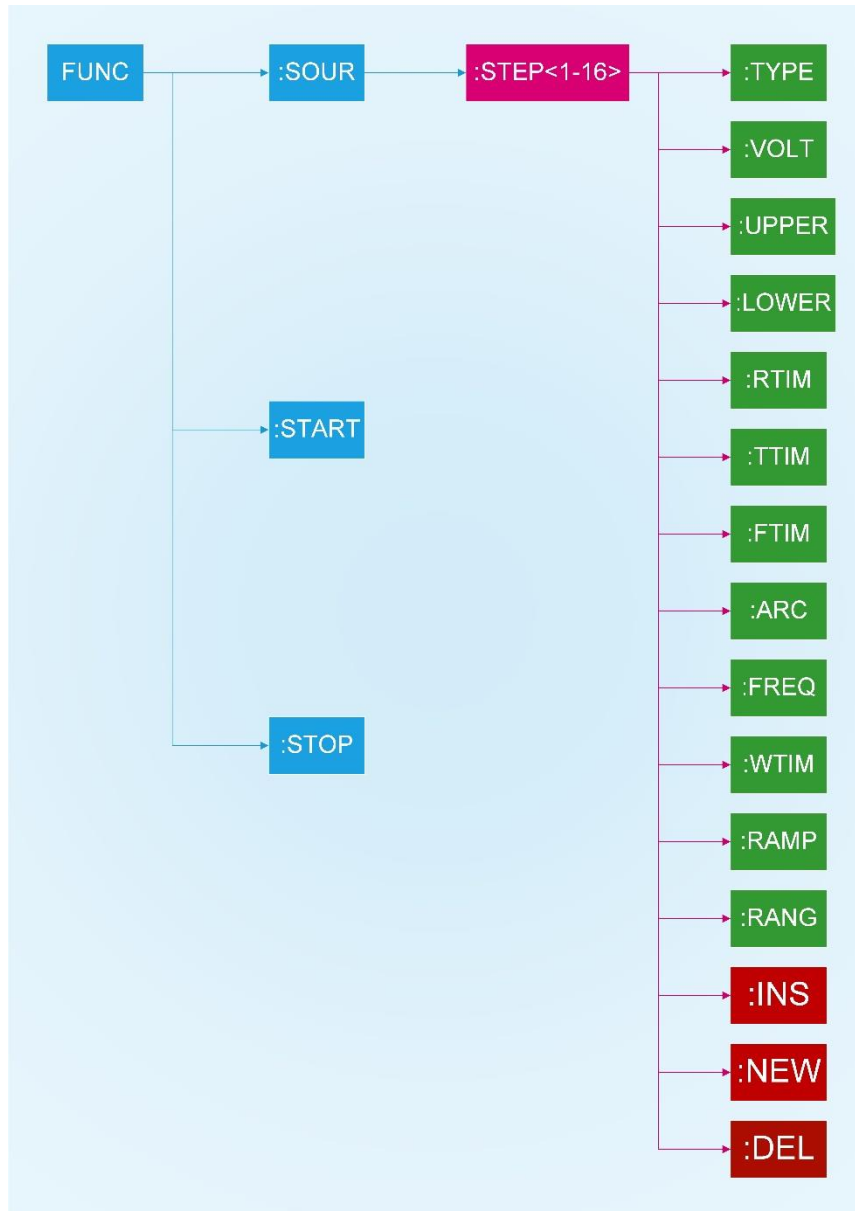 FUNC
:SOUR
:STEP<1-16>
:TYPE
:VOLT
:UPPER
:LOWER
:RTIM
:START
:TTIM
:FTIM
:ARC
:FREQ
:STOP
:WTIM
:RAMP
:RANG
:INS
:NEW
:DEL